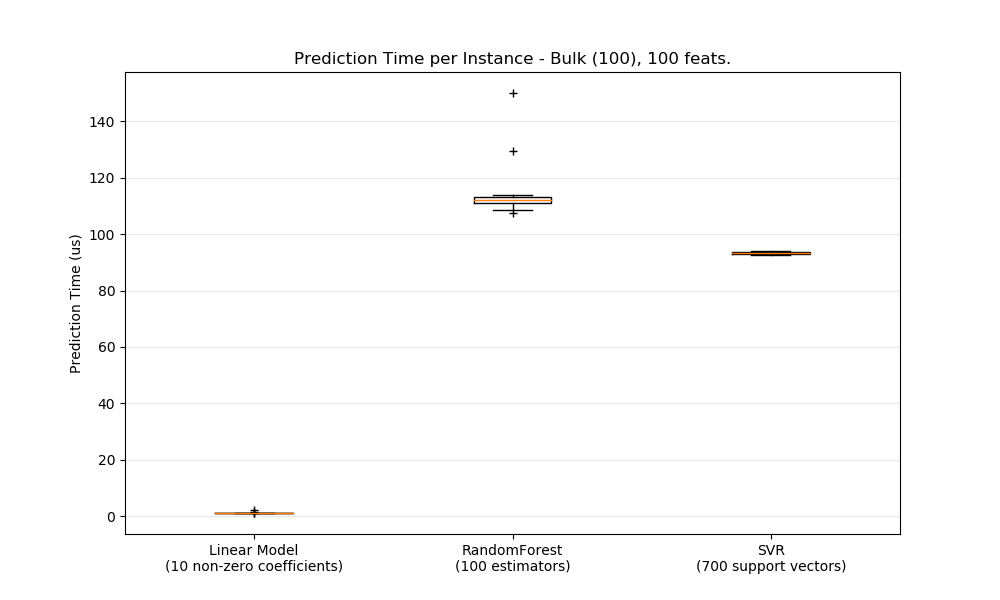 Prediction Time per Instance - Bulk (100), 100 feats.
Prediction Time (us)
140
120
100
80
60
40
20
0
Linear Model
(10 non-zero coefficients)
RandomForest
(100 estimators)
SVR
(700 support vectors)